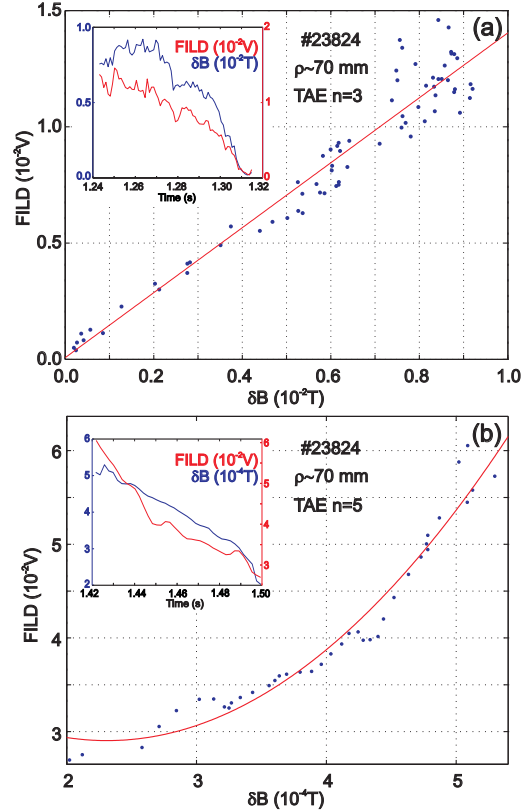 (a)
#23824
ρ~70 mm
TAE n=3
FILD (10⁻²V)
δB (10⁻²T)
1.0
0.5
0.0
2
1
0
1.24
1.26
1.28
1.30
1.32
Time (s)
1.5
1.0
0.5
0.0
FILD (10⁻²V)
0.0
0.2
0.4
0.6
0.8
1.0
δB (10⁻²T)
(b)
#23824
ρ~70 mm
TAE n=5
FILD (10⁻²V)
δB (10⁻⁴T)
6
5
4
3
2
6
5
4
3
1.42
1.44
1.46
1.48
1.50
Time (s)
6
5
4
3
2
FILD (10⁻²V)
2
3
4
5
δB (10⁻⁴T)